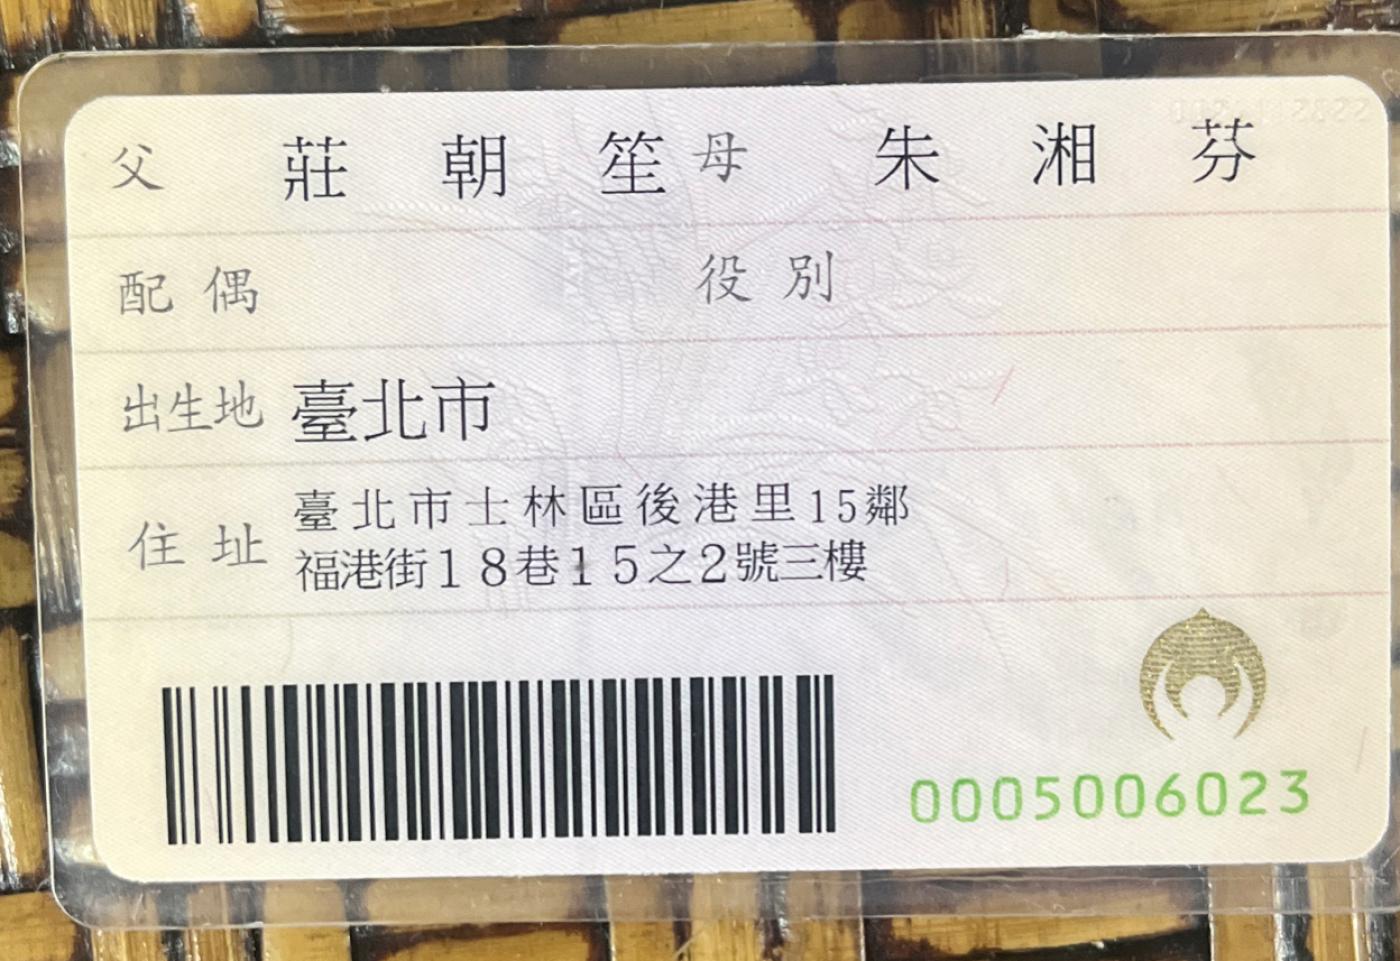 父 莊朝笙 母 朱湘芬
配偶 役別
出生地 臺北市
住址 臺北市士林區後港里15鄰
福港街18巷15之2號三樓
0005006023